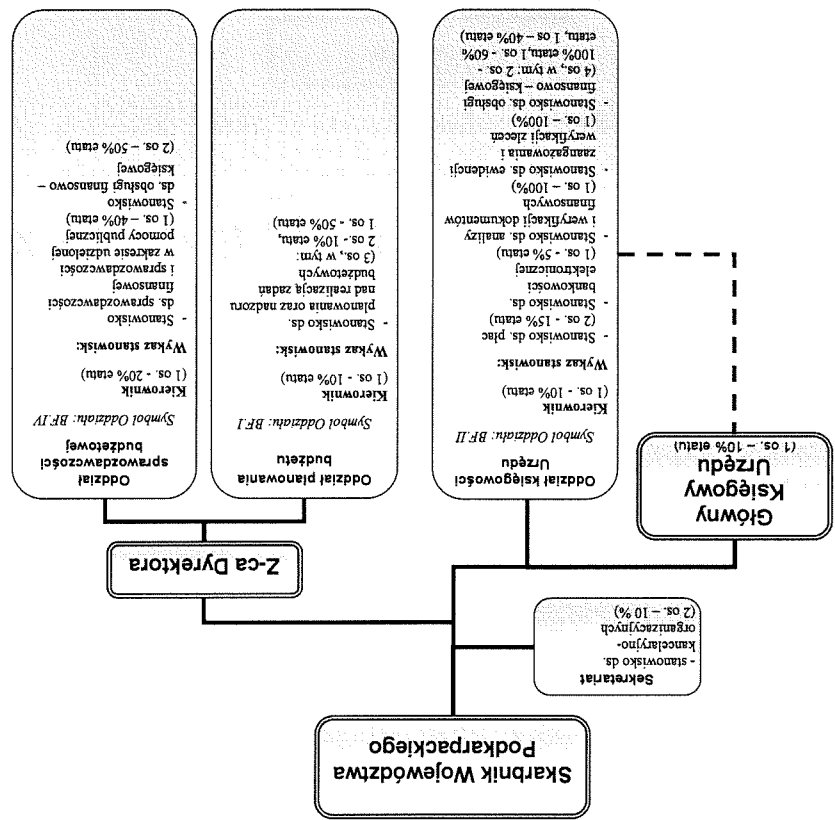 Skarbnik Województwa
Podkarpackiego
Sekretariat
- stanowisko ds.
kancelaryjno-
organizacyjnych
(2 os. – 10 %)
Główny
Księgowy
Urzędu
(1 os. – 10% etatu)
Z-ca Dyrektora
Oddział księgowości
Urzędu
Symbol Oddziału: BF.II
Kierownik
(1 os. - 10% etatu)
Wykaz stanowisk:
- Stanowisko ds. płac
(2 os. - 15% etatu)
- Stanowisko ds.
bankowości
elektronicznej
(1 os. - 5% etatu)
- Stanowisko ds. analizy
i weryfikacji dokumentów
finansowych
(1 os. – 100%)
- Stanowisko ds. ewidencji
zaangażowania i
weryfikacji zleceń
(1 os. – 100%)
- Stanowisko ds. obsługi
finansowo – księgowej
(4 os., w tym: 2 os. -
100% etatu,1 os. - 60%
etatu, 1 os – 40% etatu)
Oddział planowania
budżetu
Symbol Oddziału: BF.I
Kierownik
(1 os. - 10% etatu)
Wykaz stanowisk:
- Stanowisko ds.
planowania oraz nadzoru
nad realizacją zadań
budżetowych
(3 os., w tym:
2 os. - 10% etatu,
1 os. - 50% etatu)
Oddział
sprawozdawczości
budżetowej
Symbol Oddziału: BF.IV
Kierownik
(1 os. - 20% etatu)
Wykaz stanowisk:
- Stanowisko
ds. sprawozdawczości
finansowej
i sprawozdawczości
w zakresie udzielonej
pomocy publicznej
(1 os. – 40% etatu)
- Stanowisko
ds. obsługi finansowo –
księgowej
(2 os. – 50% etatu)